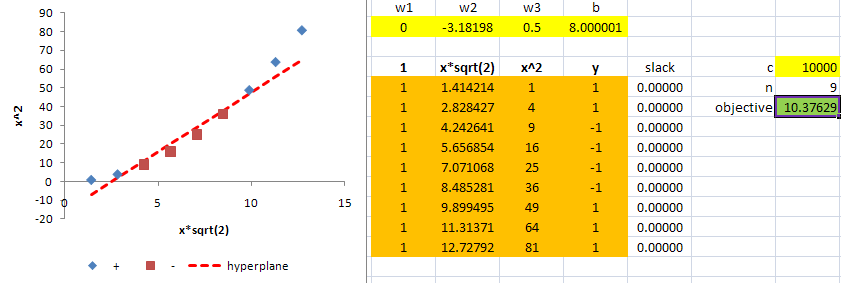 90
80
70
60
50
40
30
20
10
0
-10
-20
0 5 10 15
x^2
x*sqrt(2)
+ - hyperplane
w1 w2 w3 b
0 -3.18198 0.5 8.000001
1 x*sqrt(2) x^2 y slack c 10000
1 1.414214 1 1 0.00000 n 9
1 2.828427 4 1 0.00000 objective 10.37629
1 4.242641 9 -1 0.00000
1 5.656854 16 -1 0.00000
1 7.071068 25 -1 0.00000
1 8.485281 36 -1 0.00000
1 9.899495 49 1 0.00000
1 11.31371 64 1 0.00000
1 12.72792 81 1 0.00000